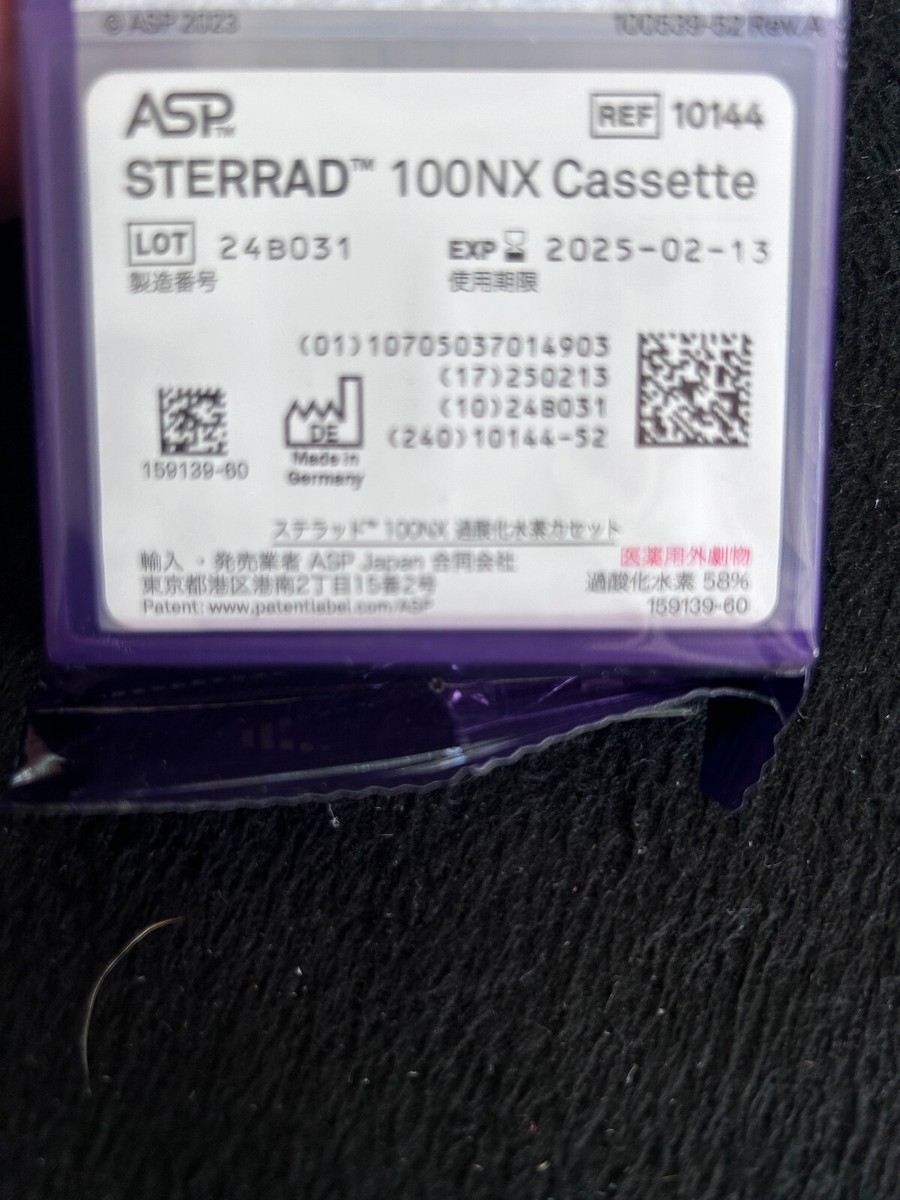 © ASP 2023 100539-52 Rev.A
ASP™ REF 10144
STERRAD™ 100NX Cassette
LOT 24B031 EXP 2025-02-13
製造番号 使用期限
(01)10705037014903
(17)250213
(10)24B031
(240)10144-52
DE
Made in
Germany
159139-60
ステラッド™ 100NX 過酸化水素カセット
輸入・発売業者 ASP Japan 合同会社 医薬用外劇物
東京都港区港南2丁目15番2号 過酸化水素 58%
Patent: www.patentlabel.com/ASP 159139-60